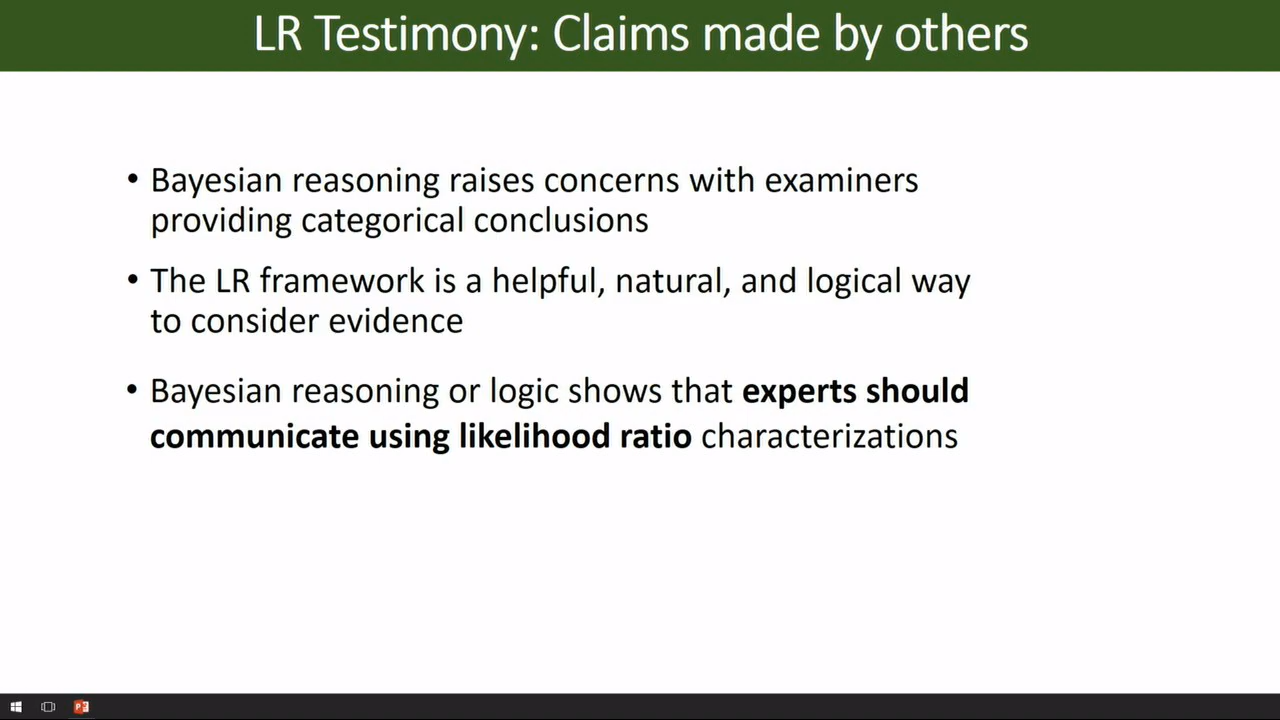 LR Testimony: Claims made by others
• Bayesian reasoning raises concerns with examiners
providing categorical conclusions
• The LR framework is a helpful, natural, and logical way
to consider evidence
• Bayesian reasoning or logic shows that experts should
communicate using likelihood ratio characterizations